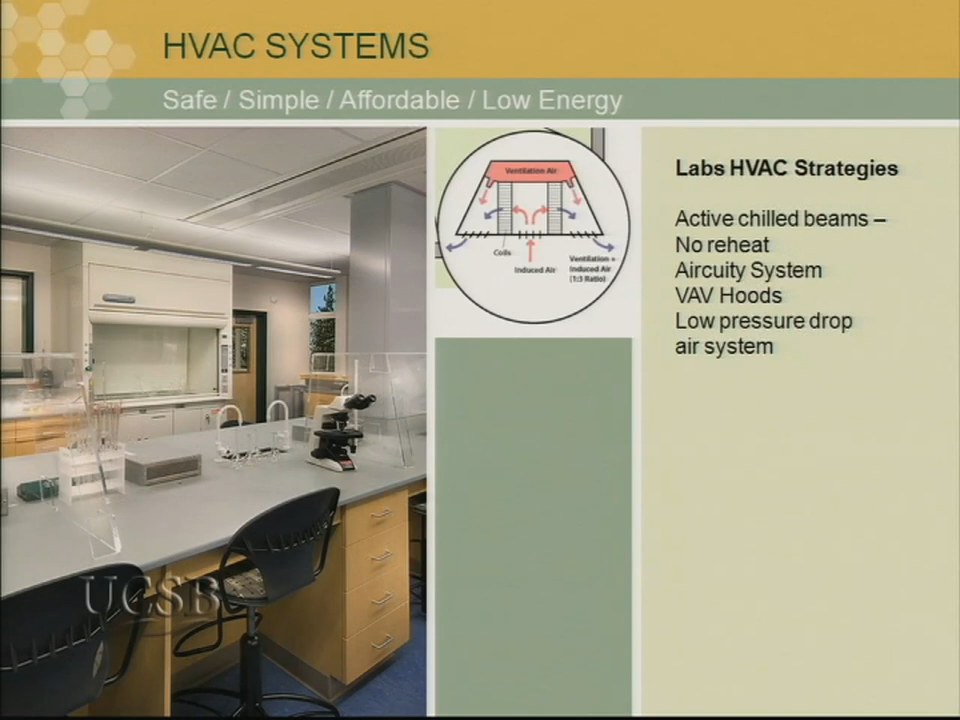 HVAC SYSTEMS
Safe / Simple / Affordable / Low Energy
Ventilation Air
Coils
Induced Air
Ventilation +
Induced Air
(1:3 Ratio)
Labs HVAC Strategies
Active chilled beams –
No reheat
Aircuity System
VAV Hoods
Low pressure drop
air system
UCSB